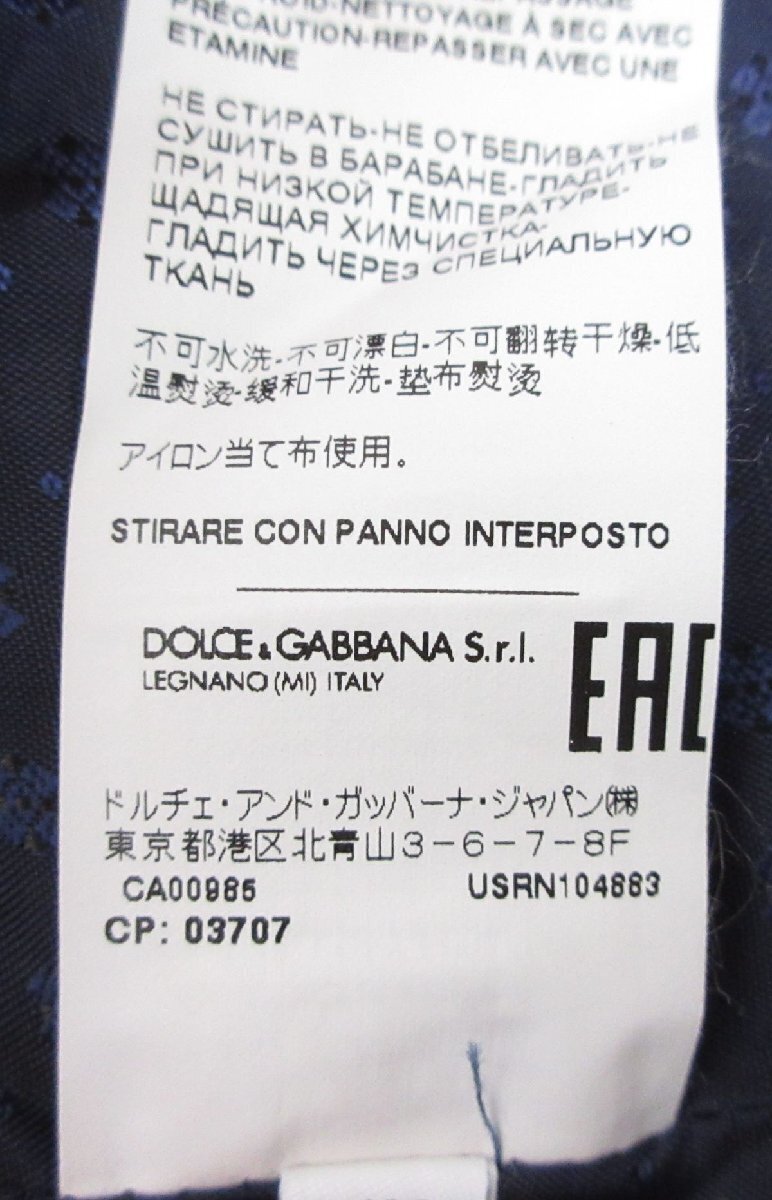 NETTOYAGE À SEC AVEC
PRÉCAUTION-REPASSER AVEC UNE
ETAMINE
НЕ СТИРАТЬ-НЕ ОТБЕЛИВАТЬ-НЕ
СУШИТЬ В БАРАБАНЕ-ГЛАДИТЬ
ПРИ НИЗКОЙ ТЕМПЕРАТУРЕ-
ЩАДЯЩАЯ ХИМЧИСТКА-
ГЛАДИТЬ ЧЕРЕЗ СПЕЦИАЛЬНУЮ
ТКАНЬ
不可水洗-不可漂白-不可翻转干燥-低
温熨烫-缓和干洗-垫布熨烫
アイロン当て布使用。
STIRARE CON PANNO INTERPOSTO
DOLCE & GABBANA S.r.l.
LEGNANO (MI) ITALY
EAC
ドルチェ・アンド・ガッバーナ・ジャパン㈱
東京都港区北青山3-6-7-8F
CA00985 USRN104883
CP: 03707